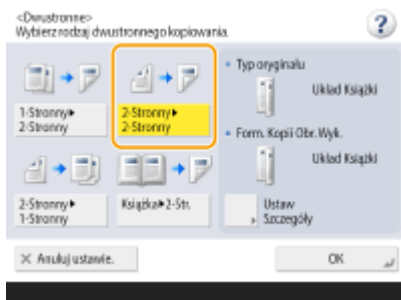 <Dwustronne>
Wybierz rodzaj dwustronnego kopiowania.
?
1-Stronny▶
2-Stronny
2-Stronny▶
2-Stronny
2-Stronny▶
1-Stronny
Książka▶2-Str.
Typ oryginału
Układ Książki
Form. Kopii Obr. Wyk.
Układ Książki
Ustaw
Szczegóły
× Anuluj ustawie.
OK